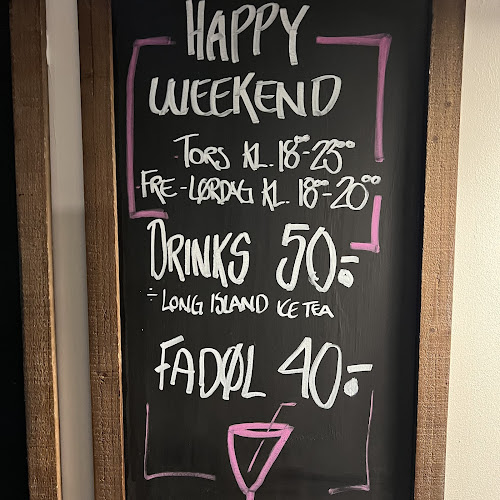 HAPPY
WEEKEND
- TORS KL. 18⁰⁰-23⁰⁰
- FRE - LØRDAG KL. 18⁰⁰-20⁰⁰
DRINKS 50:-
÷ LONG ISLAND ICE TEA
FADØL 40:-